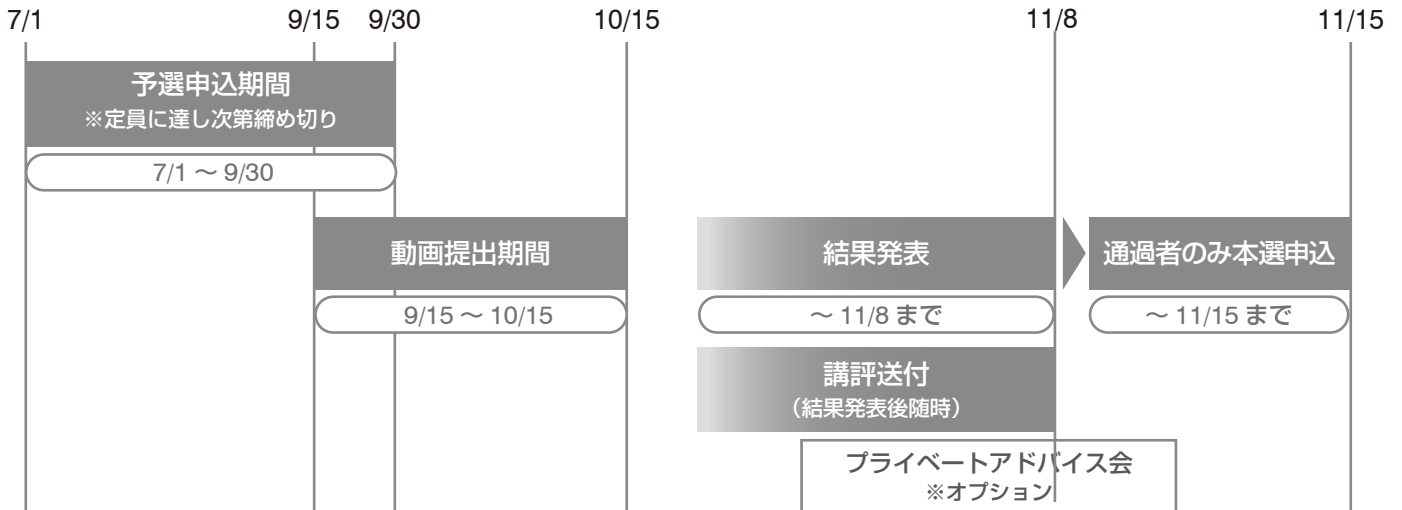 7/1
9/15
9/30
10/15
11/8
11/15
予選申込期間
※定員に達し次第締め切り
7/1 ～ 9/30
動画提出期間
9/15 ～ 10/15
結果発表
～ 11/8 まで
通過者のみ本選申込
～ 11/15 まで
講評送付
（結果発表後随時）
プライベートアドバイス会
※オプション